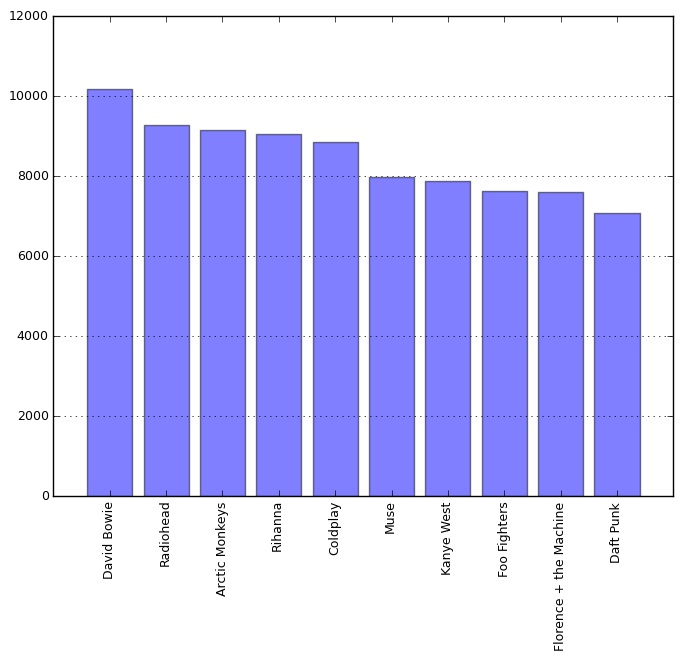 12000
10000
8000
6000
4000
2000
0
David Bowie
Radiohead
Arctic Monkeys
Rihanna
Coldplay
Muse
Kanye West
Foo Fighters
Florence + the Machine
Daft Punk